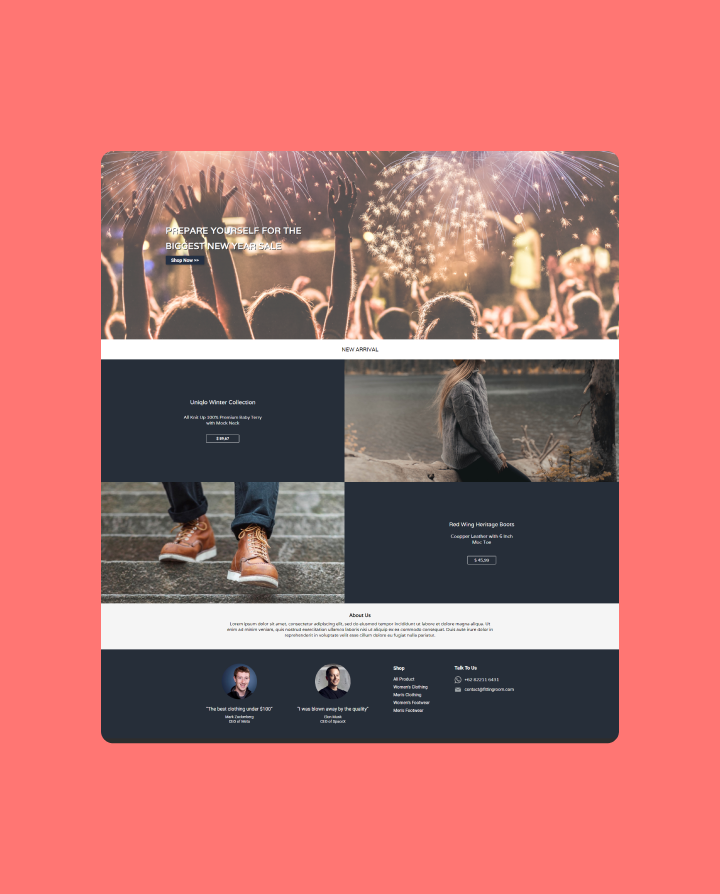 PREPARE YOURSELF FOR THE
BIGGEST NEW YEAR SALE
Shop Now >>
NEW ARRIVAL
Uniqlo Winter Collection
All Knit Up 100% Premium Baby Terry
with Mock Neck
$ 89,67
Red Wing Heritage Boots
Coopper Leather with 6 Inch
Moc Toe
$ 95,99
About Us
Lorem ipsum dolor sit amet, consectetur adipiscing elit, sed do eiusmod tempor incididunt ut labore et dolore magna aliqua. Ut
enim ad minim veniam, quis nostrud exercitation ullamco laboris nisi ut aliquip ex ea commodo consequat. Duis aute irure dolor in
reprehenderit in voluptate velit esse cillum dolore eu fugiat nulla pariatur.
"The best clothing under $100"
Mark Zuckerberg
CEO of Meta
"I was blown away by the quality"
Elon Musk
CEO of SpaceX
Shop
All Product
Women's Clothing
Men's Clothing
Women's Footwear
Men's Footwear
Talk To Us
+62 82211 6431
contact@fittingroom.com